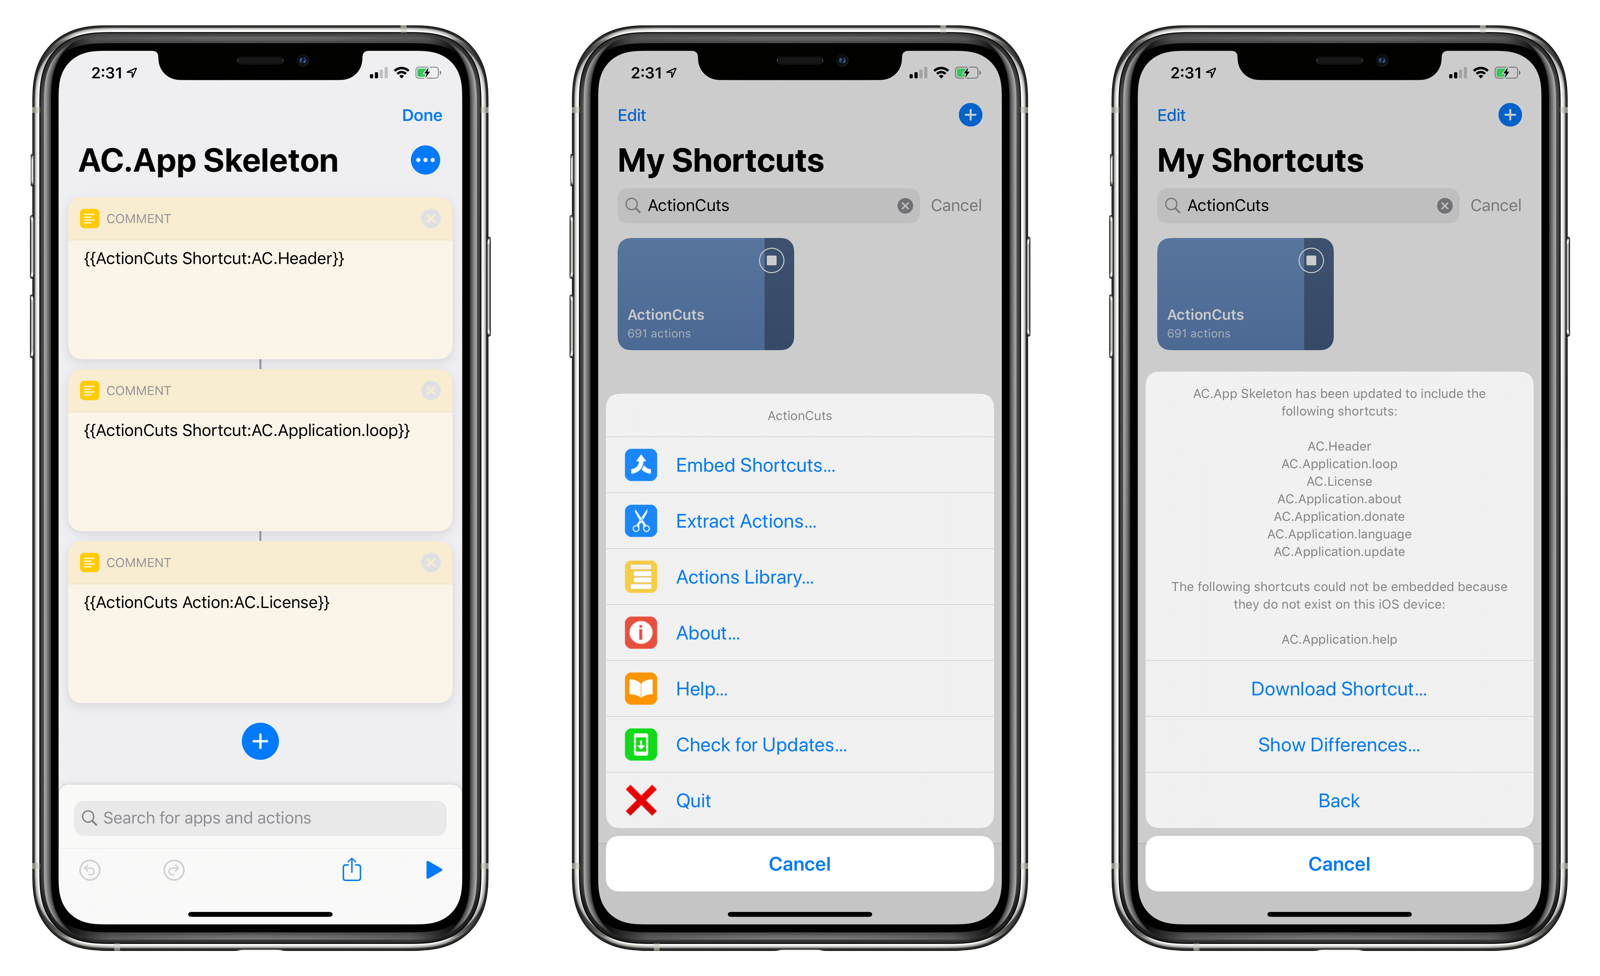 2:31
Done
AC.App Skeleton
COMMENT
{{ActionCuts Shortcut:AC.Header}}
COMMENT
{{ActionCuts Shortcut:AC.Application.loop}}
COMMENT
{{ActionCuts Action:AC.License}}
Search for apps and actions
2:31
Edit
My Shortcuts
ActionCuts
Cancel
ActionCuts
691 actions
ActionCuts
Embed Shortcuts...
Extract Actions...
Actions Library...
About...
Help...
Check for Updates...
Quit
Cancel
2:31
Edit
My Shortcuts
ActionCuts
Cancel
ActionCuts
691 actions
AC.App Skeleton has been updated to include the
following shortcuts:
AC.Header
AC.Application.loop
AC.License
AC.Application.about
AC.Application.donate
AC.Application.language
AC.Application.update
The following shortcuts could not be embedded because
they do not exist on this iOS device:
AC.Application.help
Download Shortcut...
Show Differences...
Back
Cancel